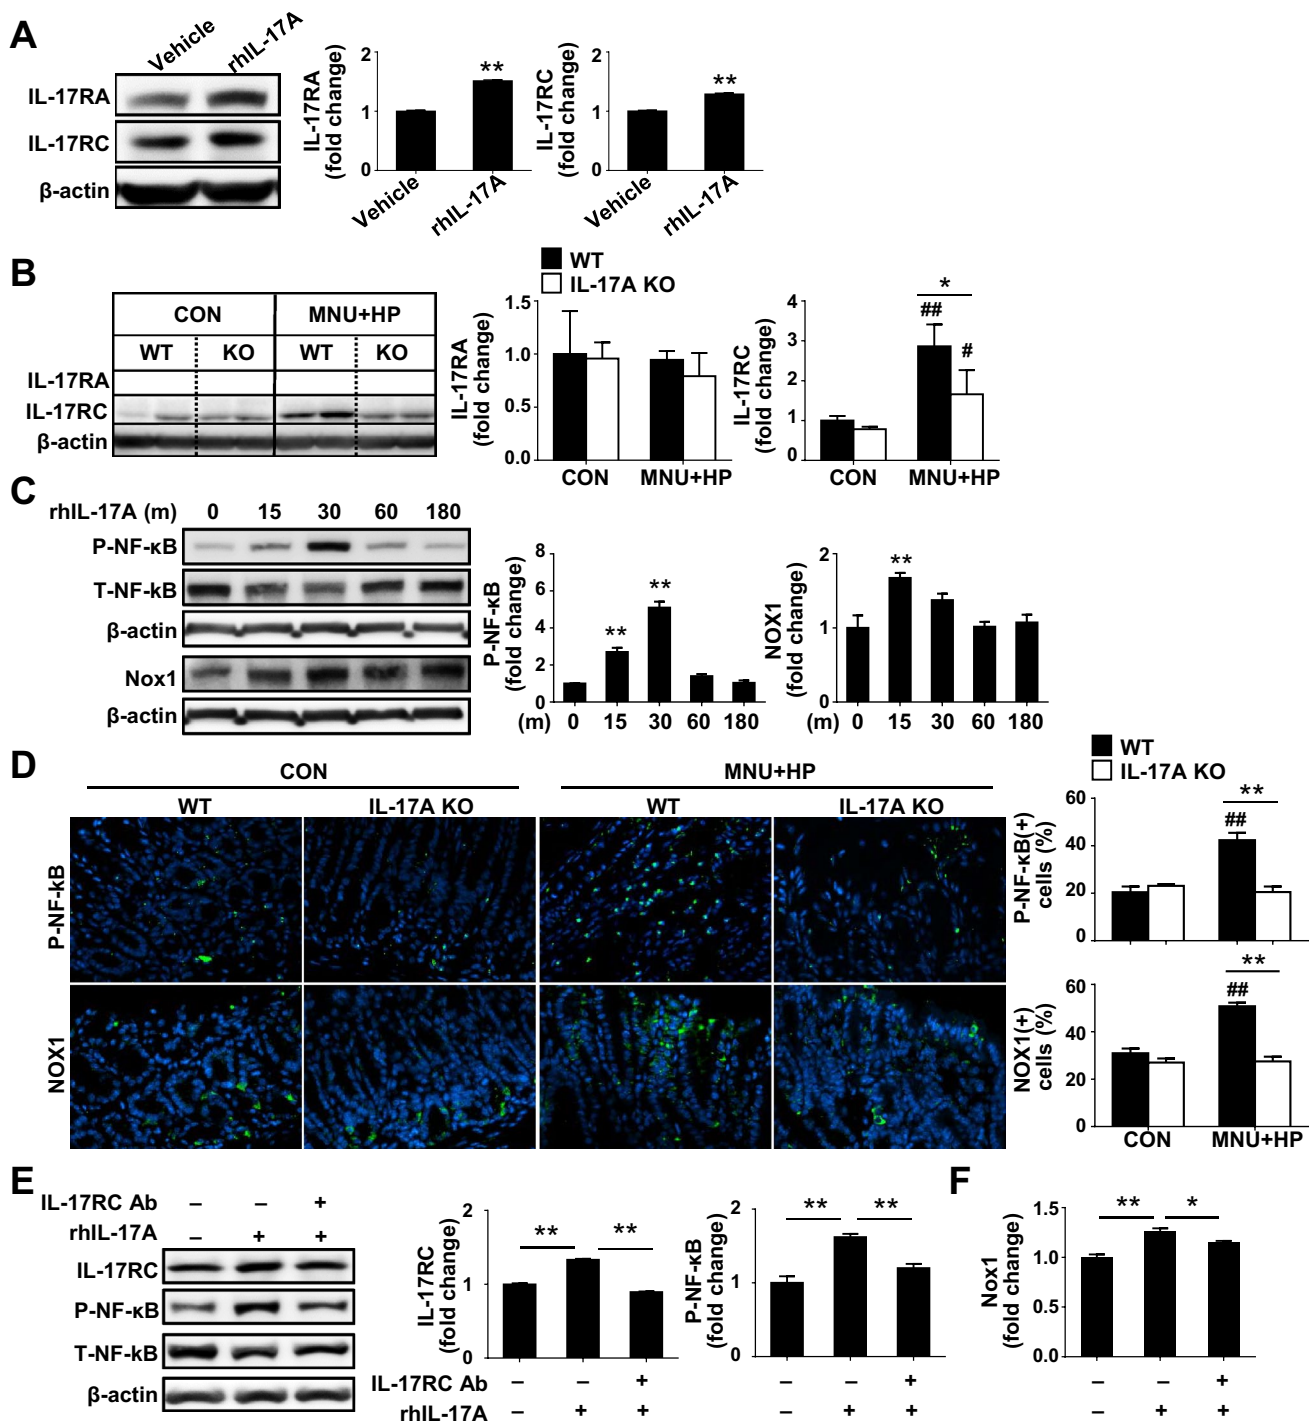 A
Vehicle
rhIL-17A
IL-17RA
IL-17RC
β-actin
IL-17RA
(fold change)
2
1
0
**
Vehicle
rhIL-17A
IL-17RC
(fold change)
2
1
0
**
Vehicle
rhIL-17A
B
CON
MNU+HP
WT
KO
WT
KO
IL-17RA
IL-17RC
β-actin
WT
IL-17A KO
IL-17RA
(fold change)
1.5
1.0
0.5
0.0
CON
MNU+HP
IL-17RC
(fold change)
4
3
2
1
0
*
##
#
CON
MNU+HP
C
rhIL-17A (m)
0
15
30
60
180
P-NF-κB
T-NF-kB
β-actin
Nox1
β-actin
P-NF-κB
(fold change)
8
6
4
2
0
**
**
(m)
0
15
30
60
180
NOX1
(fold change)
2
1
0
**
(m)
0
15
30
60
180
D
CON
MNU+HP
WT
IL-17A KO
WT
IL-17A KO
P-NF-kB
NOX1
WT
IL-17A KO
P-NF-κB(+)
cells (%)
60
40
20
0
**
##
NOX1(+)
cells (%)
60
40
20
0
**
##
CON
MNU+HP
E
IL-17RC Ab
–
–
+
rhIL-17A
–
+
+
IL-17RC
P-NF-κB
T-NF-kB
β-actin
IL-17RC
(fold change)
2
1
0
**
**
IL-17RC Ab
–
–
+
rhIL-17A
–
+
+
P-NF-κB
(fold change)
2
1
0
**
**
–
–
+
–
+
+
F
Nox1
(fold change)
1.5
1.0
0.5
0.0
**
*
–
–
+
–
+
+